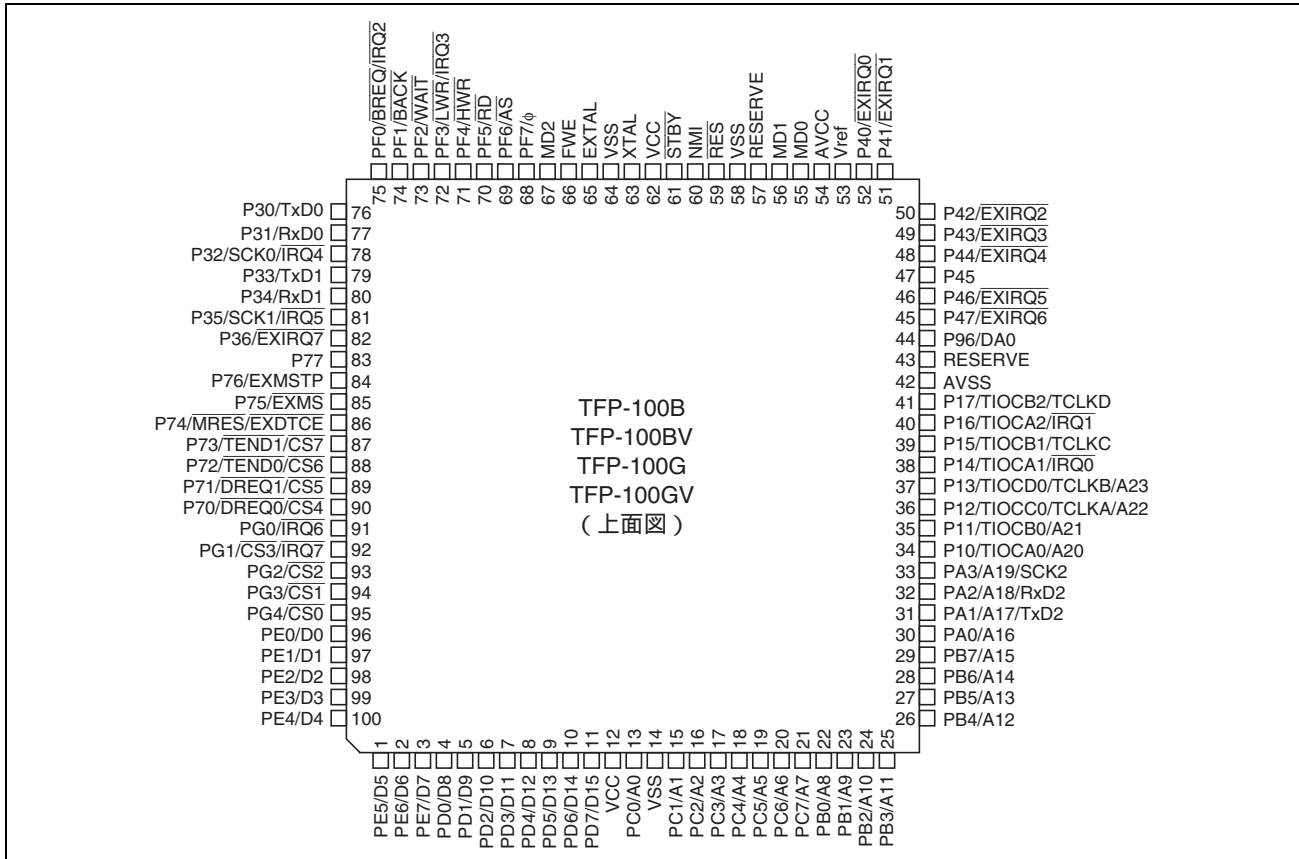 PF0/BREQ/IRQ2
PF1/BACK
PF2/WAIT
PF3/LWR/IRQ3
PF4/HWR
PF5/RD
PF6/AS
PF7/φ
MD2
FWE
EXTAL
VSS
XTAL
VCC
STBY
NMI
RES
VSS
RESERVE
MD1
MD0
AVCC
Vref
P40/EXIRQ0
P41/EXIRQ1
75 74 73 72 71 70 69 68 67 66 65 64 63 62 61 60 59 58 57 56 55 54 53 52 51
P30/TxD0 76
P31/RxD0 77
P32/SCK0/IRQ4 78
P33/TxD1 79
P34/RxD1 80
P35/SCK1/IRQ5 81
P36/EXIRQ7 82
P77 83
P76/EXMSTP 84
P75/EXMS 85
P74/MRES/EXDTCE 86
P73/TEND1/CS7 87
P72/TEND0/CS6 88
P71/DREQ1/CS5 89
P70/DREQ0/CS4 90
PG0/IRQ6 91
PG1/CS3/IRQ7 92
PG2/CS2 93
PG3/CS1 94
PG4/CS0 95
PE0/D0 96
PE1/D1 97
PE2/D2 98
PE3/D3 99
PE4/D4 100
TFP-100B
TFP-100BV
TFP-100G
TFP-100GV
(上面図)
50 P42/EXIRQ2
49 P43/EXIRQ3
48 P44/EXIRQ4
47 P45
46 P46/EXIRQ5
45 P47/EXIRQ6
44 P96/DA0
43 RESERVE
42 AVSS
41 P17/TIOCB2/TCLKD
40 P16/TIOCA2/IRQ1
39 P15/TIOCB1/TCLKC
38 P14/TIOCA1/IRQ0
37 P13/TIOCD0/TCLKB/A23
36 P12/TIOCC0/TCLKA/A22
35 P11/TIOCB0/A21
34 P10/TIOCA0/A20
33 PA3/A19/SCK2
32 PA2/A18/RxD2
31 PA1/A17/TxD2
30 PA0/A16
29 PB7/A15
28 PB6/A14
27 PB5/A13
26 PB4/A12
1 2 3 4 5 6 7 8 9 10 11 12 13 14 15 16 17 18 19 20 21 22 23 24 25
PE5/D5
PE6/D6
PE7/D7
PD0/D8
PD1/D9
PD2/D10
PD3/D11
PD4/D12
PD5/D13
PD6/D14
PD7/D15
VCC
PC0/A0
VSS
PC1/A1
PC2/A2
PC3/A3
PC4/A4
PC5/A5
PC6/A6
PC7/A7
PB0/A8
PB1/A9
PB2/A10
PB3/A11